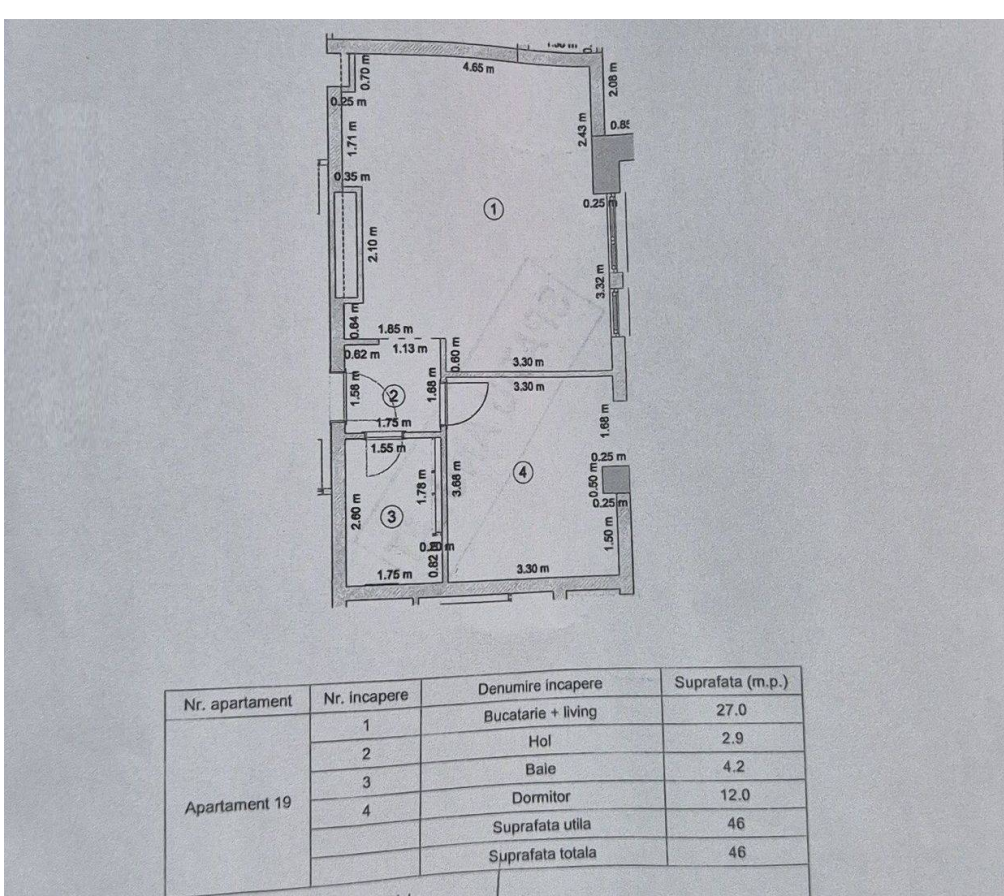 4.65 m
0.70 m
2.08 m
0.25 m
1.71 m
2.43 m
0.35 m
1
0.25 m
2.10 m
3.32 m
0.64 m
1.85 m
0.62 m
1.13 m
0.60 m
3.30 m
3.30 m
1.58 m
2
1.68 m
1.75 m
1.68 m
1.55 m
0.25 m
1.78 m
3.68 m
4
0.50 m
0.25 m
2.60 m
3
1.50 m
0.20 m
0.82
1.75 m
3.30 m
Nr. apartament Nr. incapere Denumire incapere Suprafata (m.p.)
Apartament 19
1 Bucatarie + living 27.0
2 Hol 2.9
3 Baie 4.2
4 Dormitor 12.0
Suprafata utila 46
Suprafata totala 46